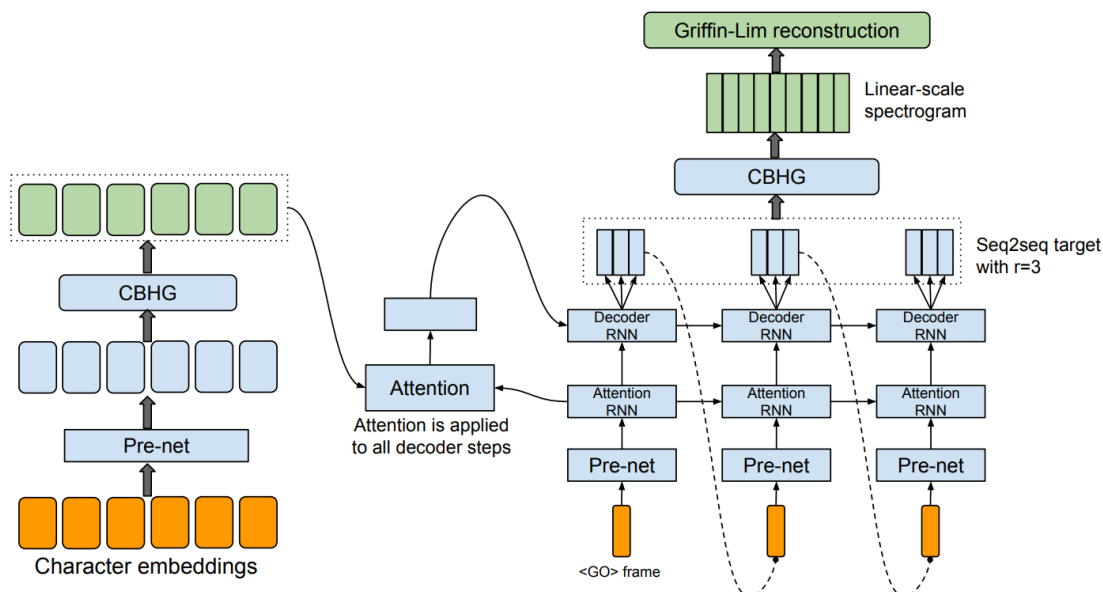 Griffin-Lim reconstruction
Linear-scale
spectrogram
CBHG
Seq2seq target
with r=3
CBHG
Decoder
RNN
Decoder
RNN
Decoder
RNN
Attention
Attention is applied
to all decoder steps
Attention
RNN
Attention
RNN
Attention
RNN
Pre-net
Pre-net
Pre-net
Pre-net
Character embeddings
<GO> frame